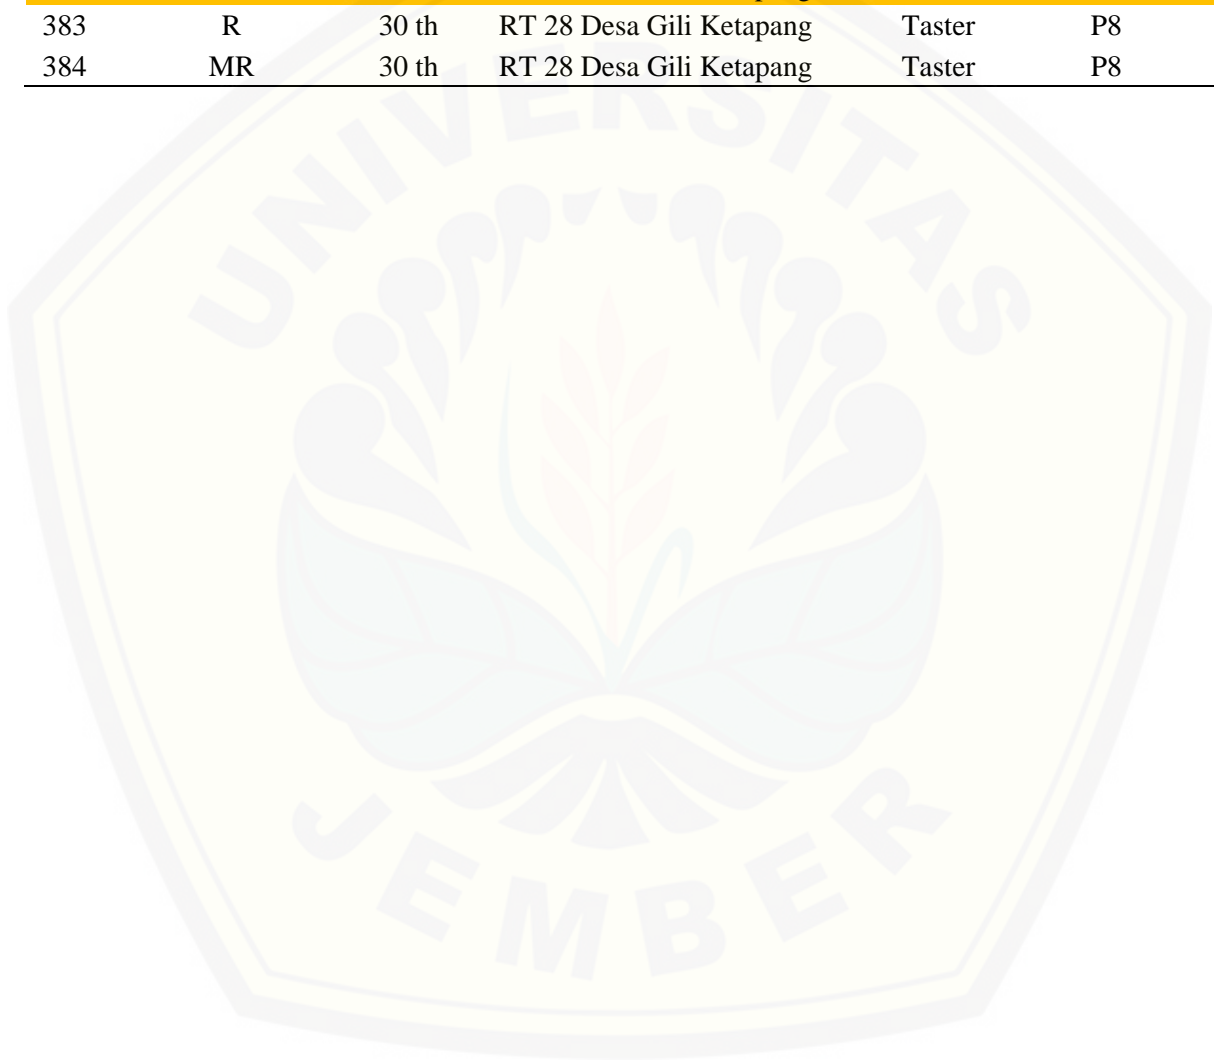 383 R 30 th RT 28 Desa Gili Ketapang Taster P8
384 MR 30 th RT 28 Desa Gili Ketapang Taster P8
UNIVERSITAS
JEMBER